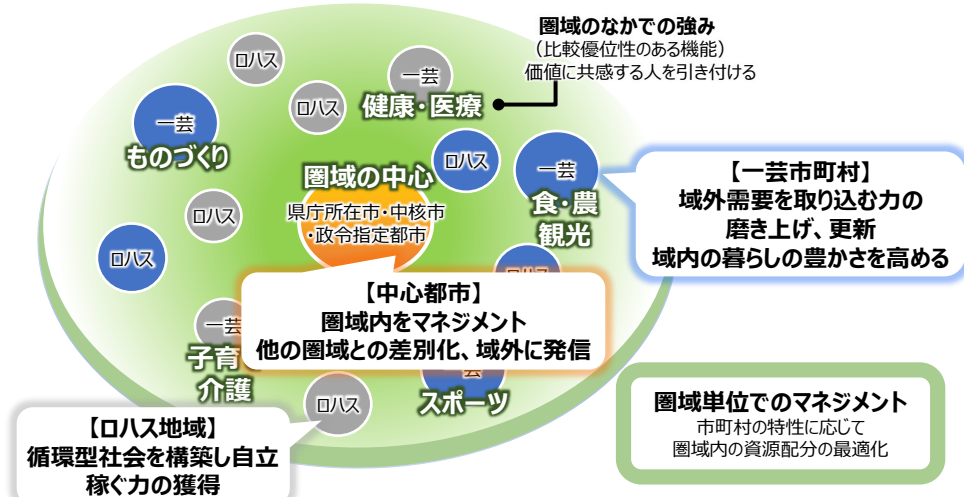 圏域のなかでの強み
（比較優位性のある機能）
価値に共感する人を引き付ける
ロハス
ロハス
一芸
健康・医療
一芸
ものづくり
ロハス
一芸
食・農
観光
圏域の中心
県庁所在市・中核市
・政令指定都市
ロハス
ロハス
【一芸市町村】
域外需要を取り込む力の
磨き上げ、更新
域内の暮らしの豊かさを高める
ロハス
【中心都市】
圏域内をマネジメント
他の圏域との差別化、域外に発信
一芸
子育
介護
一芸
スポーツ
ロハス
【ロハス地域】
循環型社会を構築し自立
稼ぐ力の獲得
圏域単位でのマネジメント
市町村の特性に応じて
圏域内の資源配分の最適化